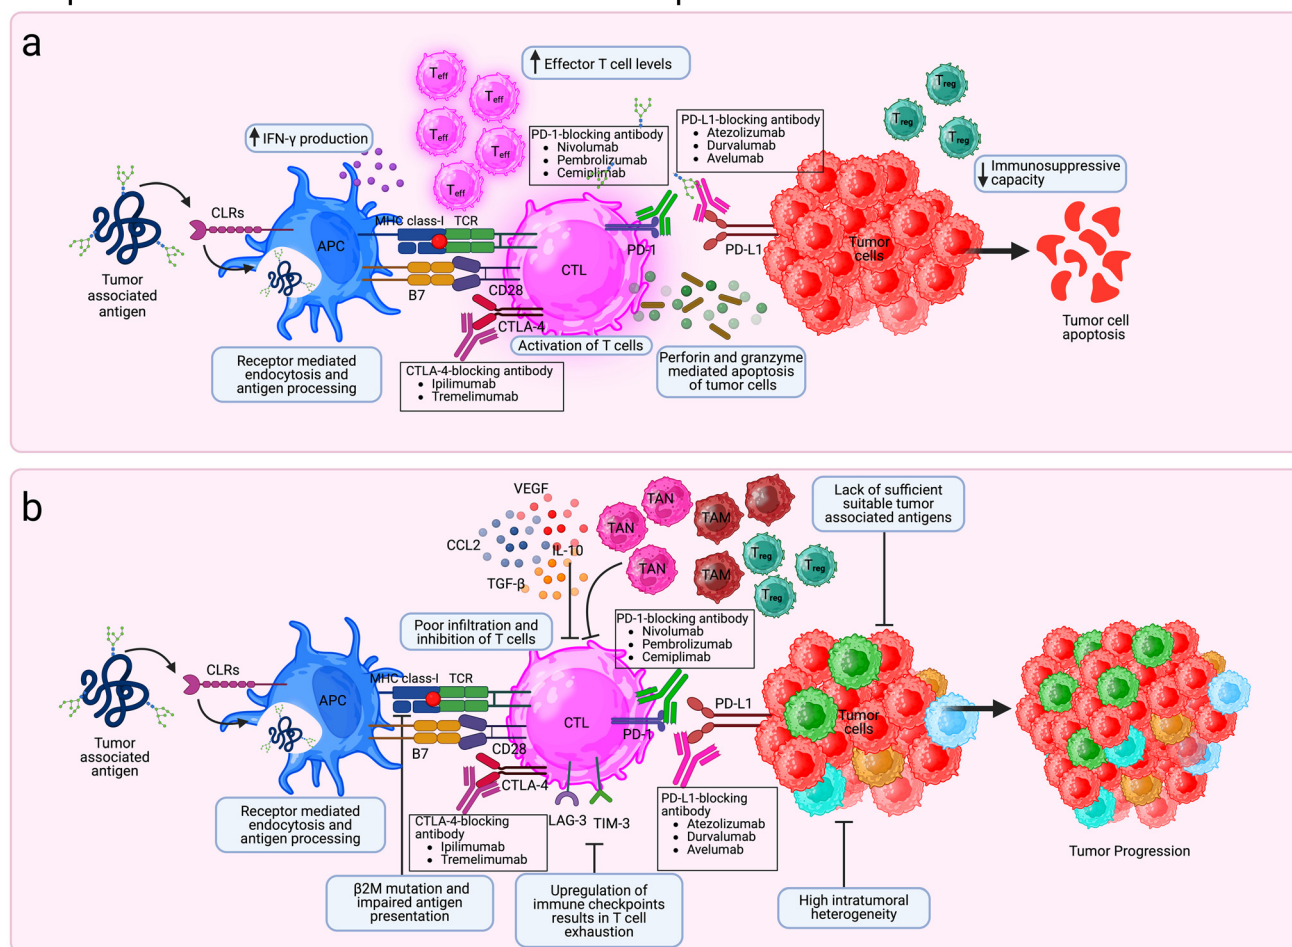 a
Effector T cell levels
Teff
Teff
Teff
Teff
Teff
Treg
Treg
Treg
IFN-γ production
PD-1-blocking antibody
• Nivolumab
• Pembrolizumab
• Cemiplimab
PD-L1-blocking antibody
• Atezolizumab
• Durvalumab
• Avelumab
Immunosuppressive
capacity
CLRs
APC
MHC class-I
TCR
PD-1
PD-L1
Tumor
cells
CTL
B7
CD28
CTLA-4
Tumor
associated
antigen
Activation of T cells
Tumor cell
apoptosis
Receptor mediated
endocytosis and
antigen processing
CTLA-4-blocking antibody
• Ipilimumab
• Tremelimumab
Perforin and granzyme
mediated apoptosis
of tumor cells
b
VEGF
CCL2
IL-10
TGF-β
TAN
TAN
TAN
TAM
TAM
Treg
Treg
Treg
Lack of sufficient
suitable tumor
associated antigens
Poor infiltration and
inhibition of T cells
PD-1-blocking antibody
• Nivolumab
• Pembrolizumab
• Cemiplimab
CLRs
APC
MHC class-I
TCR
CTL
PD-1
PD-L1
Tumor
cells
B7
CD28
CTLA-4
Tumor
associated
antigen
LAG-3
TIM-3
Receptor mediated
endocytosis and
antigen processing
CTLA-4-blocking
antibody
• Ipilimumab
• Tremelimumab
PD-L1-blocking
antibody
• Atezolizumab
• Durvalumab
• Avelumab
Tumor Progression
β2M mutation and
impaired antigen
presentation
Upregulation of
immune checkpoints
results in T cell
exhaustion
High intratumoral
heterogeneity